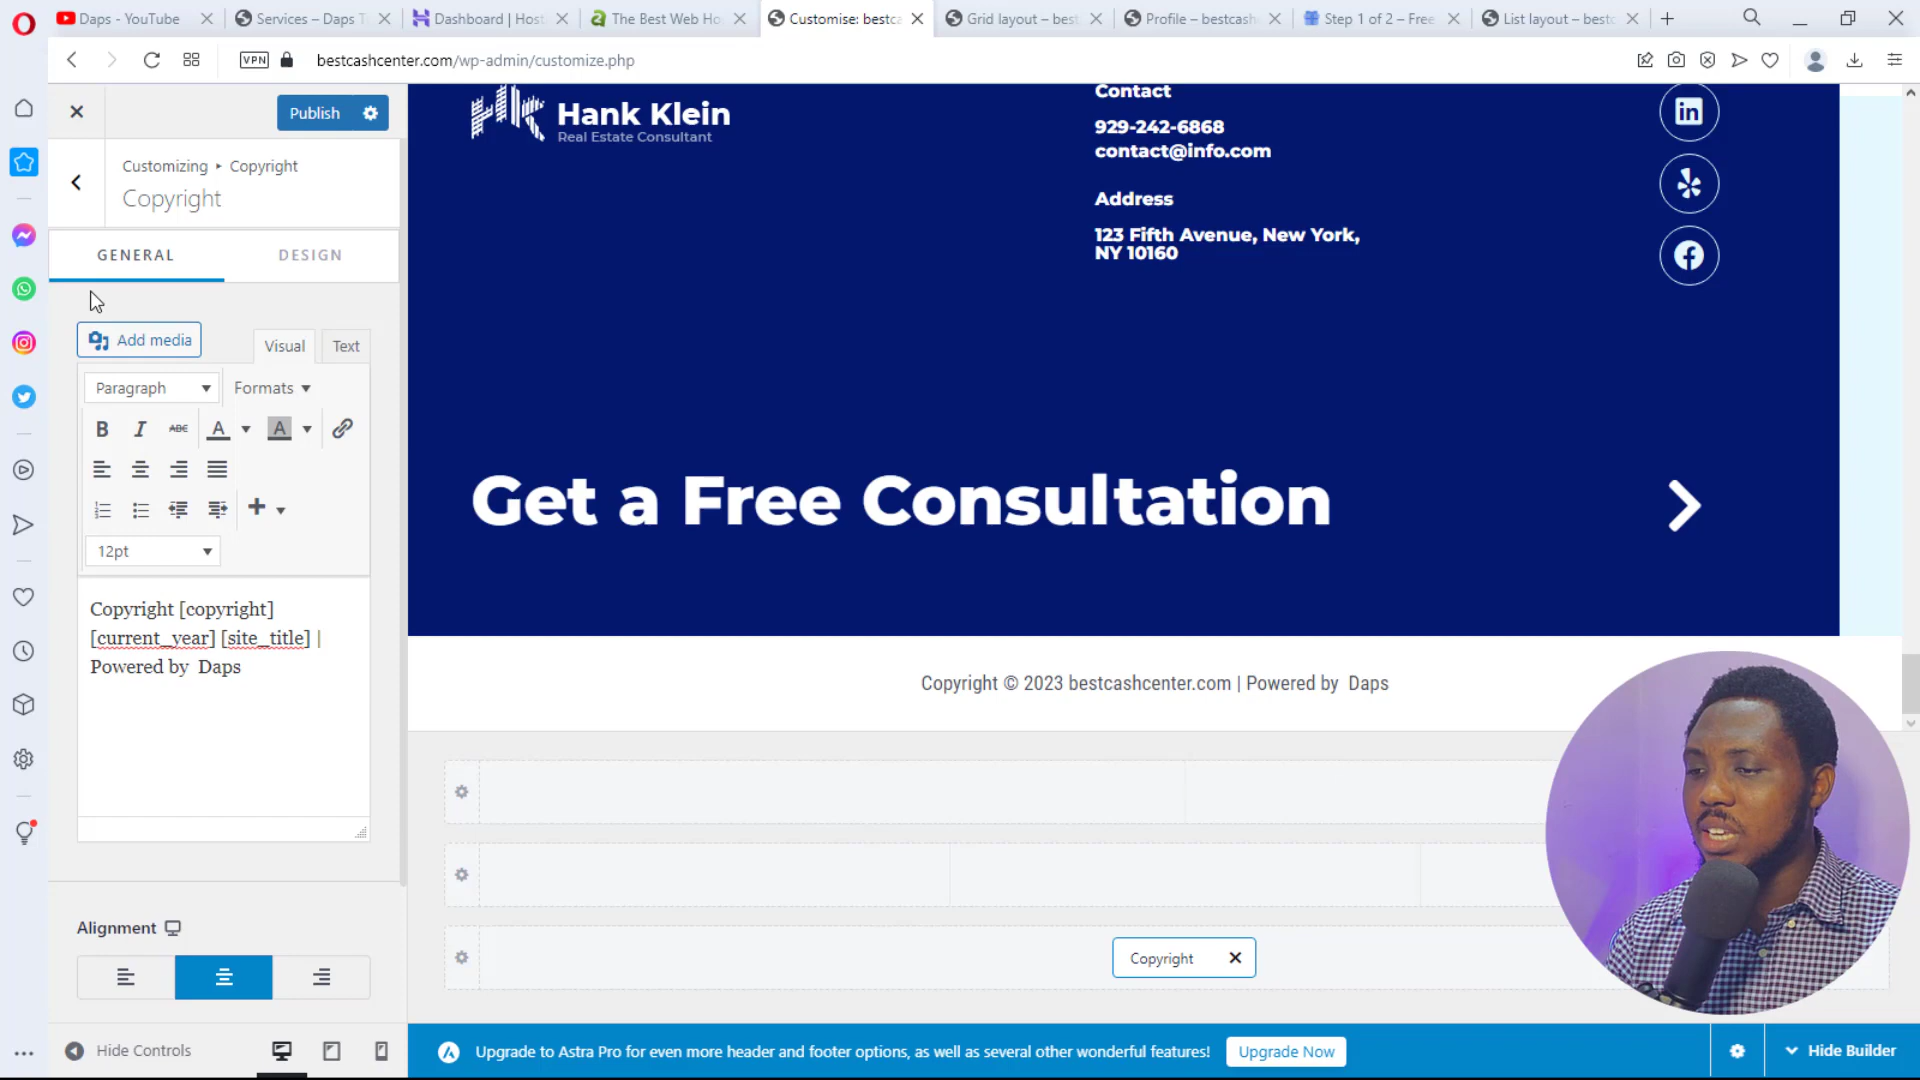 Daps - YouTube
Services – Daps T
Dashboard | Host
The Best Web Ho
Customise: bestca
Grid layout – best
Profile – bestcash
Step 1 of 2 – Free
List layout – bestc
VPN
bestcashcenter.com/wp-admin/customize.php
Publish
Customizing ▸ Copyright
Copyright
GENERAL
DESIGN
Add media
Visual
Text
Paragraph
Formats
B I ABC A A
12pt
Copyright [copyright]
[current_year] [site_title] |
Powered by  Daps
Alignment
Hide Controls
HK
Hank Klein
Real Estate Consultant
Contact
929-242-6868
contact@info.com
Address
123 Fifth Avenue, New York,
NY 10160
Get a Free Consultation
Copyright © 2023 bestcashcenter.com | Powered by  Daps
Copyright
Upgrade to Astra Pro for even more header and footer options, as well as several other wonderful features!
Upgrade Now
Hide Builder